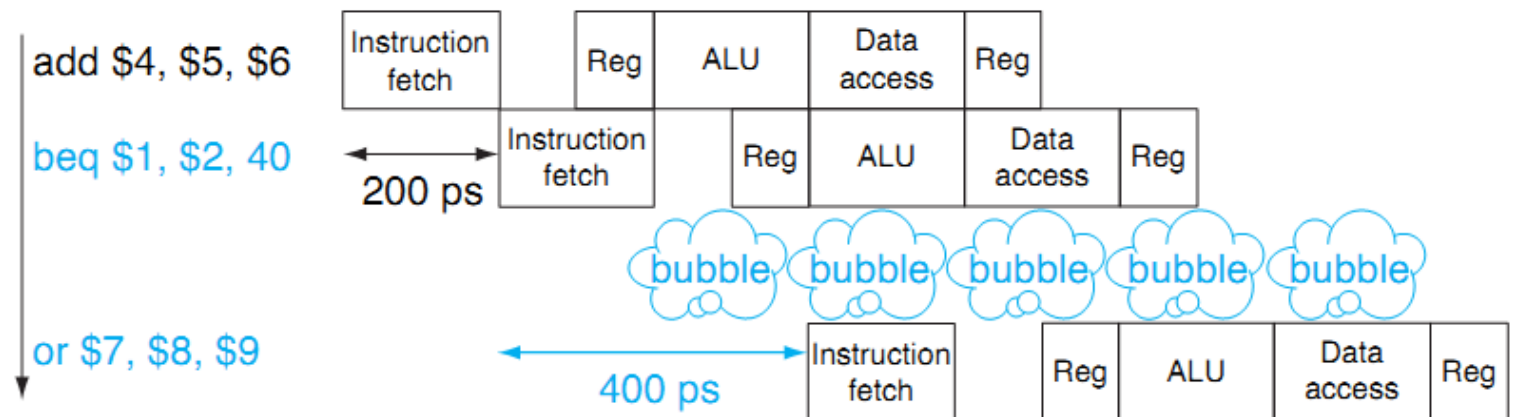 add $4, $5, $6
Instruction
fetch
Reg
ALU
Data
access
Reg
beq $1, $2, 40
200 ps
Instruction
fetch
Reg
ALU
Data
access
Reg
bubble
bubble
bubble
bubble
bubble
or $7, $8, $9
400 ps
Instruction
fetch
Reg
ALU
Data
access
Reg